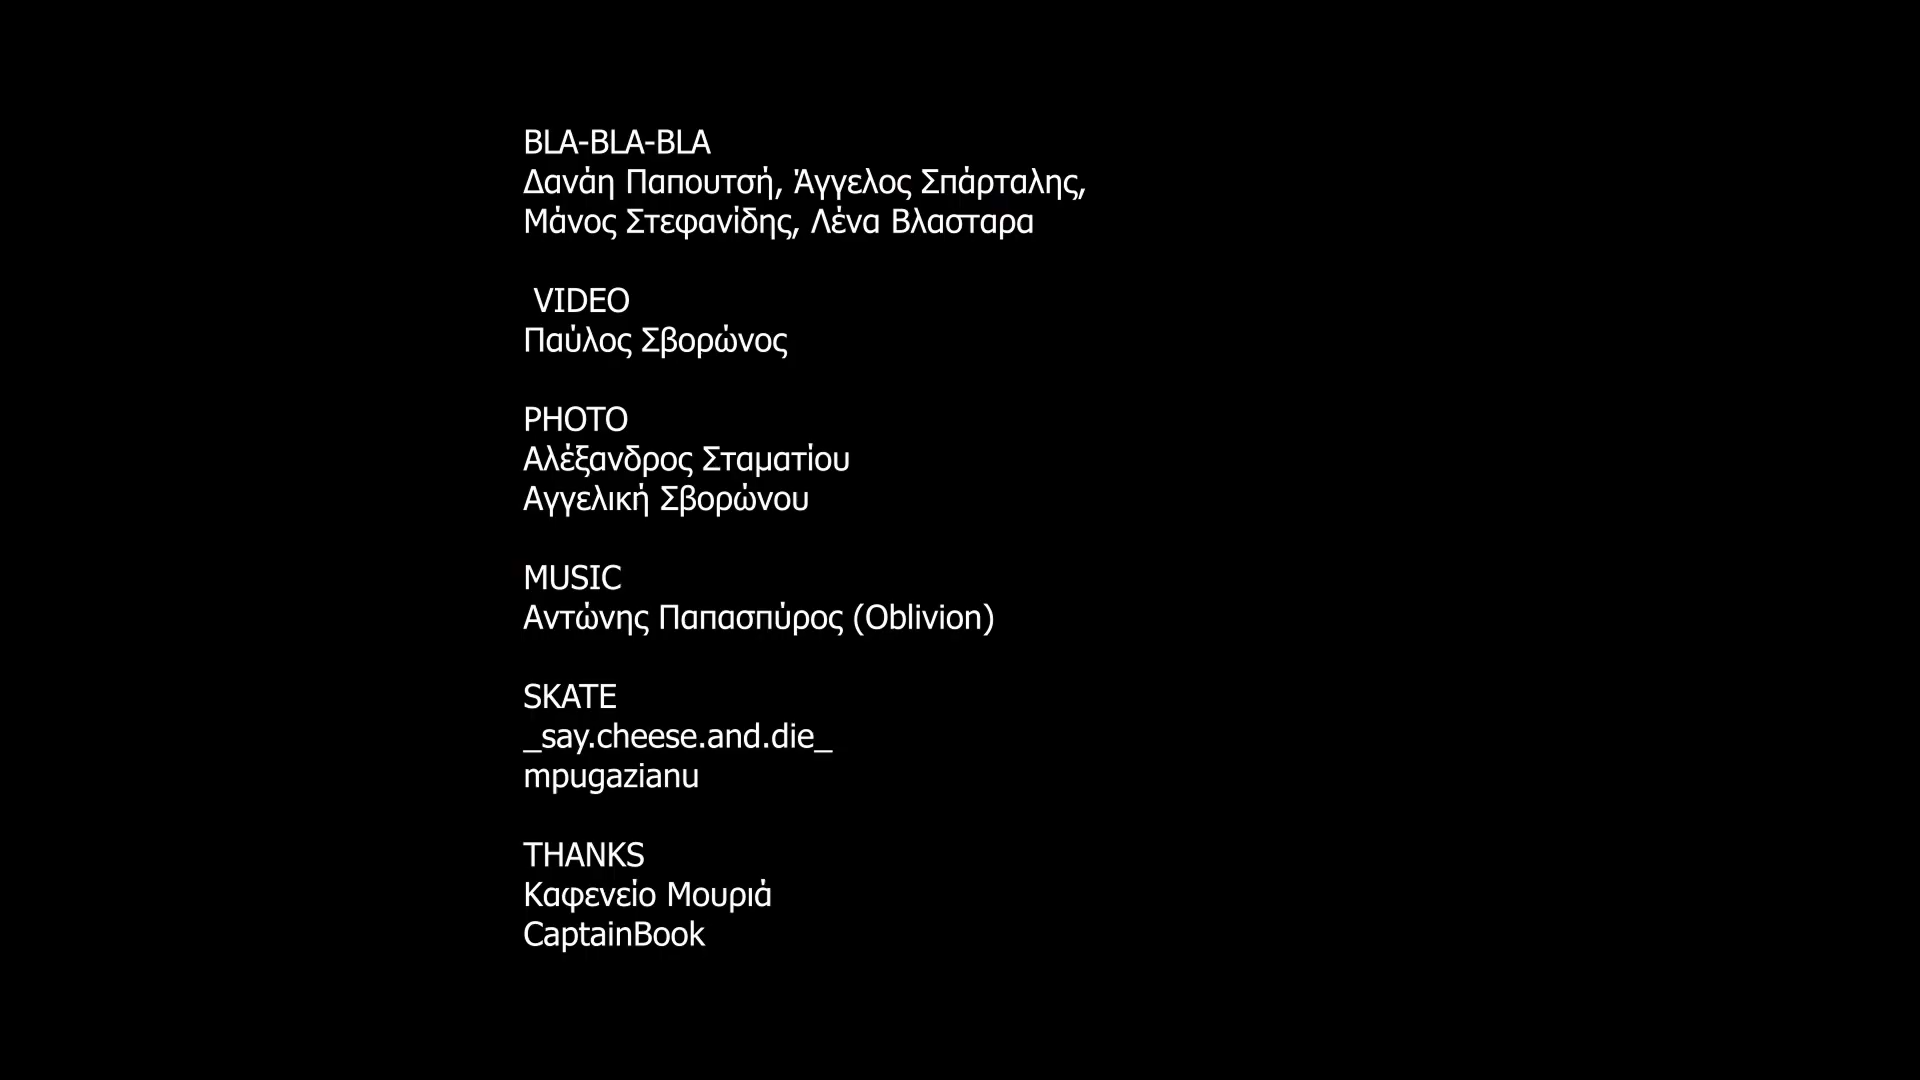 BLA-BLA-BLA
Δανάη Παπουτσή, Άγγελος Σπάρταλης,
Μάνος Στεφανίδης, Λένα Βλασταρα
VIDEO
Παύλος Σβορώνος
PHOTO
Αλέξανδρος Σταματίου
Αγγελική Σβορώνου
MUSIC
Αντώνης Παπασπύρος (Oblivion)
SKATE
_say.cheese.and.die_
mpugazianu
THANKS
Καφενείο Μουριά
CaptainBook